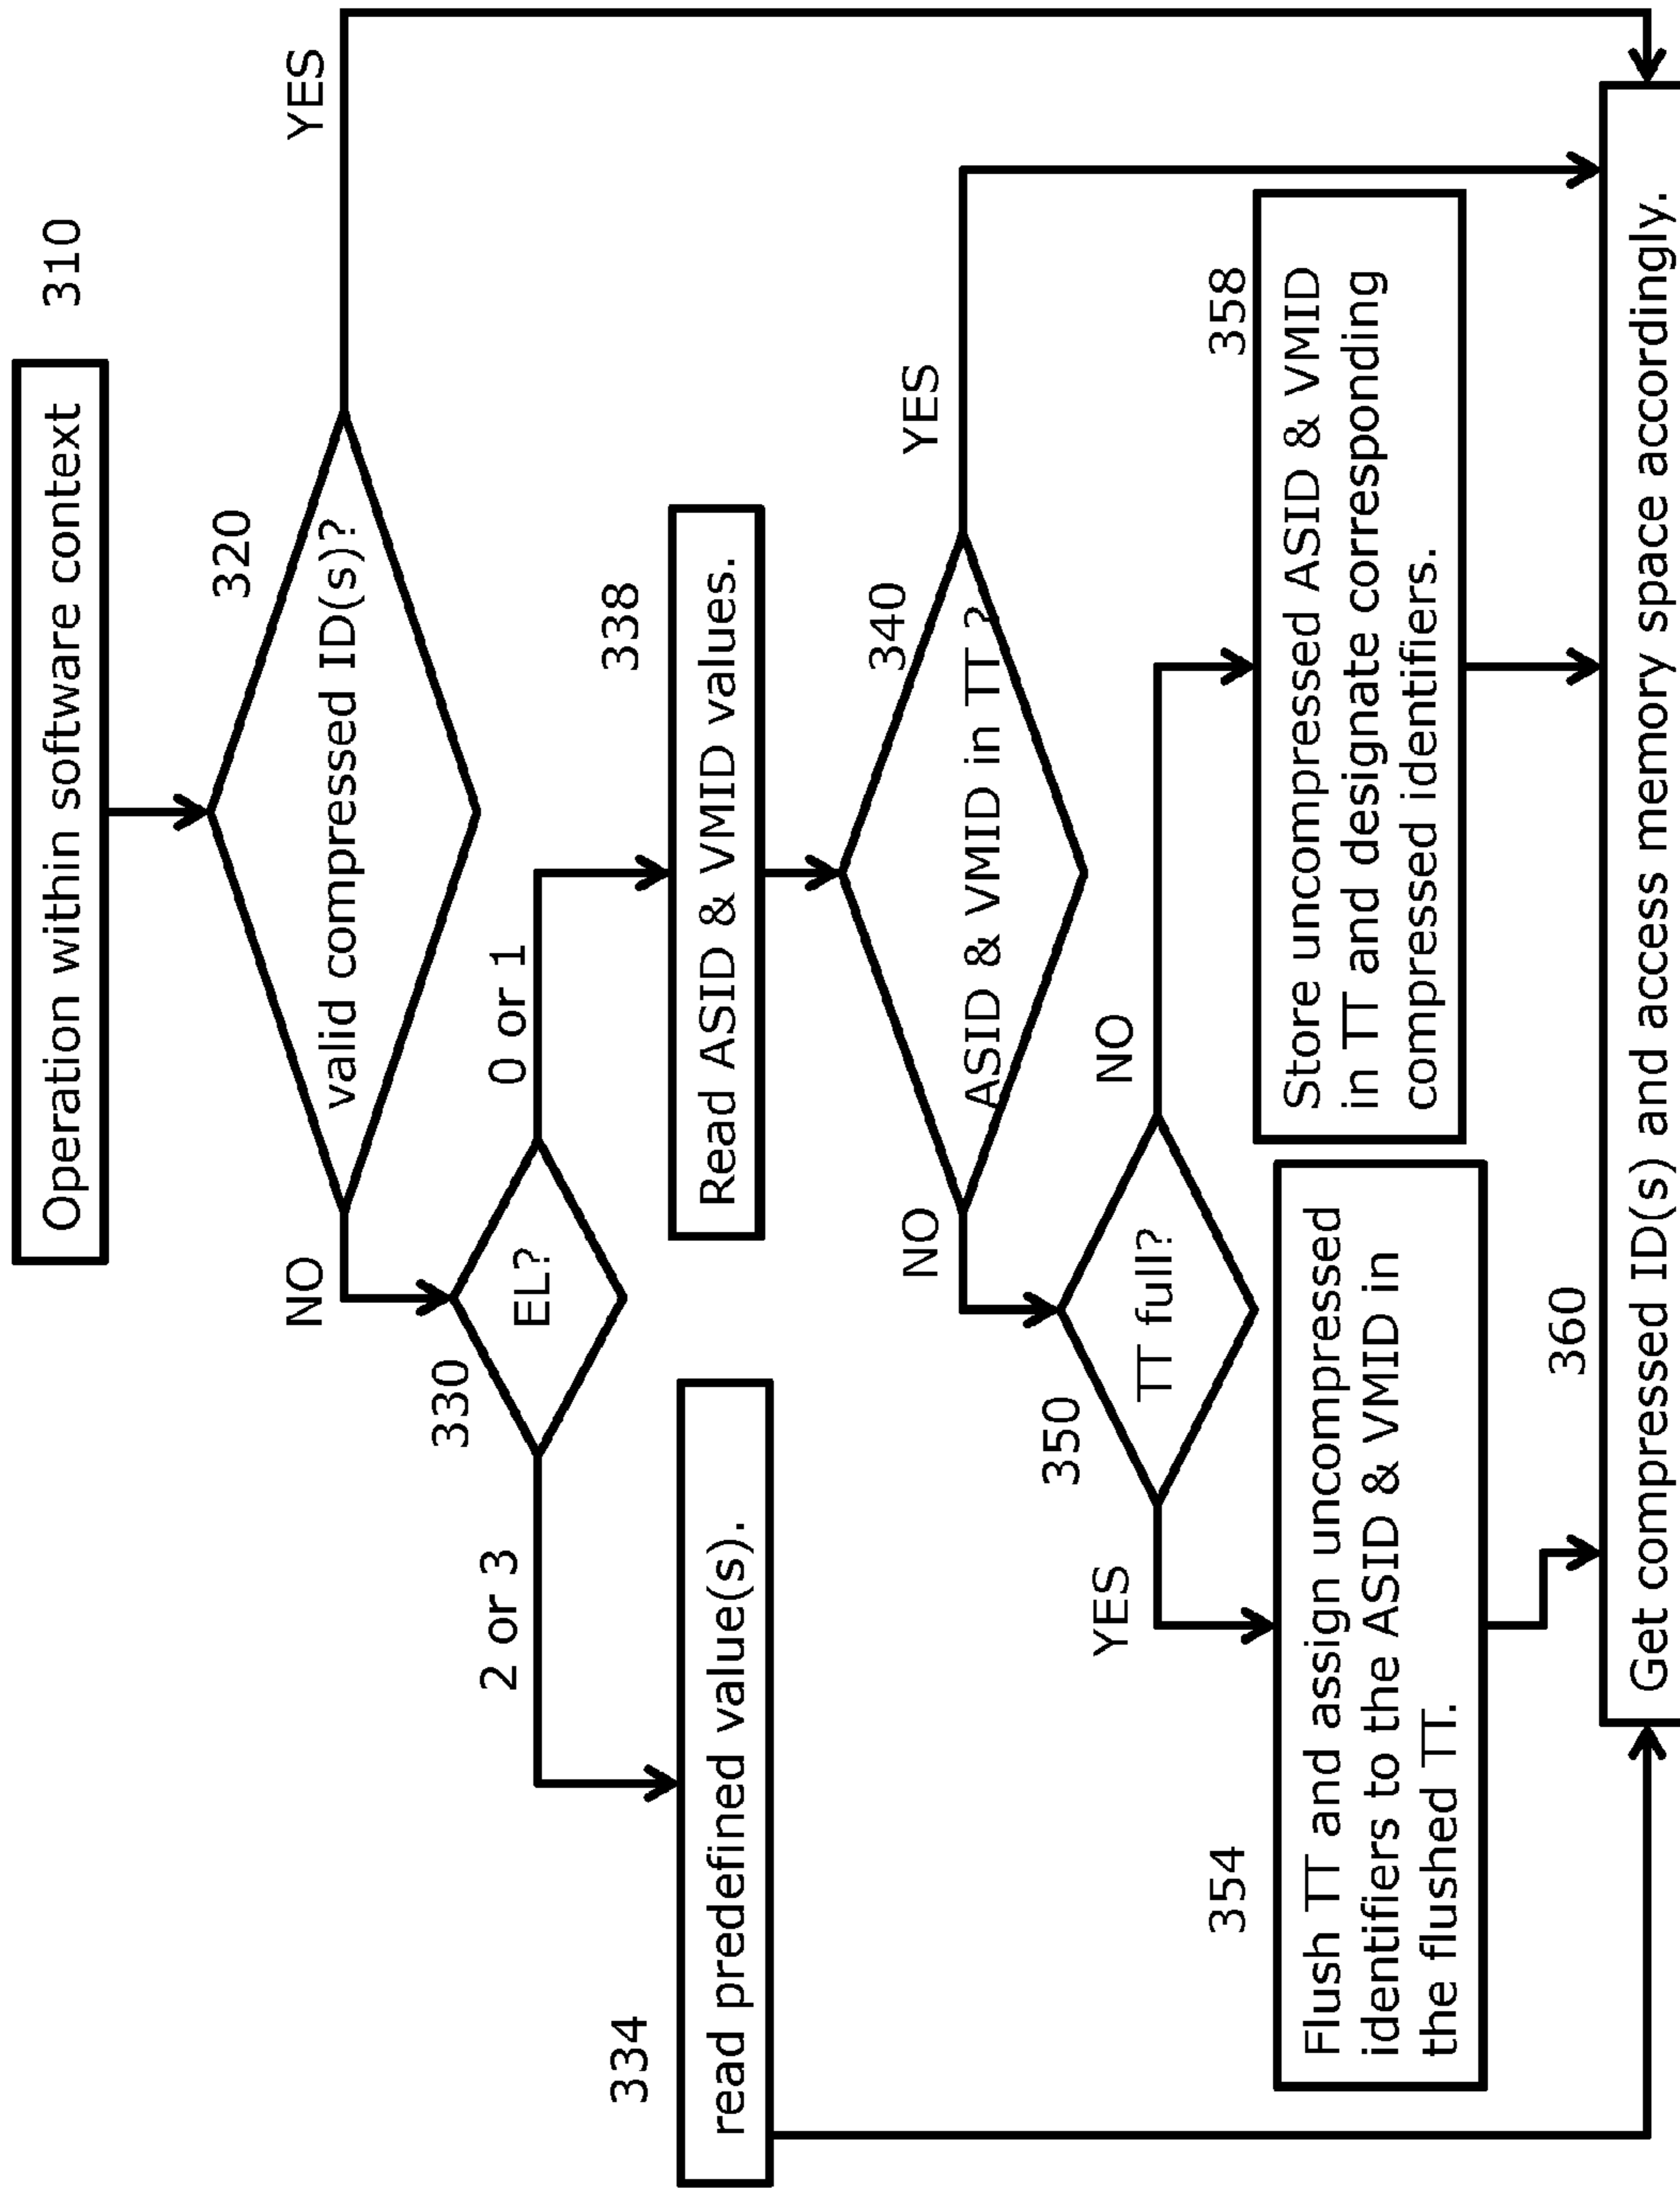 Operation within software context
310
320
valid compressed ID(s)?
YES
NO
330
EL?
2 or 3
0 or 1
334
read predefined value(s).
338
Read ASID & VMID values.
340
ASID & VMID in TT ?
YES
NO
350
TT full?
YES
NO
354
Flush TT and assign uncompressed
identifiers to the ASID & VMID in
the flushed TT.
358
Store uncompressed ASID & VMID
in TT and designate corresponding
compressed identifiers.
360
Get compressed ID(s) and access memory space accordingly.